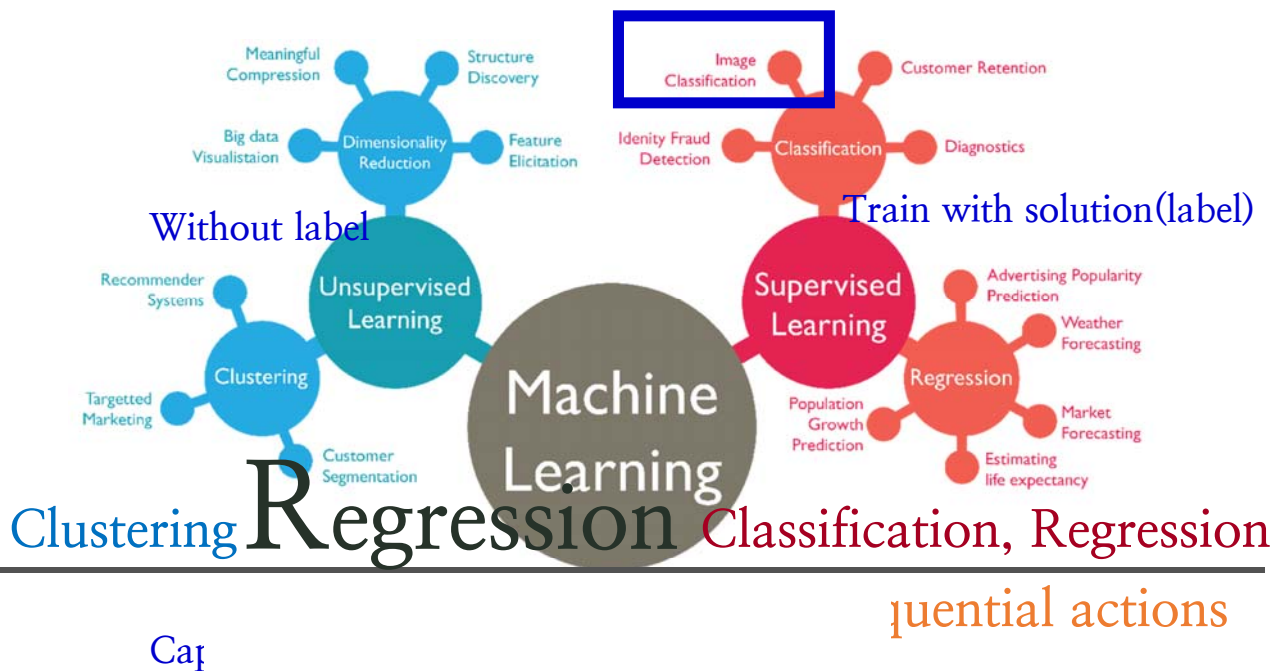 Meaningful
Compression
Structure
Discovery
Big data
Visualistaion
Dimensionality
Reduction
Feature
Elicitation
Image
Classification
Customer Retention
Idenity Fraud
Detection
Classification
Diagnostics
Without label
Train with solution(label)
Recommender
Systems
Unsupervised
Learning
Supervised
Learning
Advertising Popularity
Prediction
Weather
Forecasting
Clustering
Targetted
Marketing
Customer
Segmentation
Machine
Learning
Regression
Population
Growth
Prediction
Market
Forecasting
Estimating
life expectancy
Clustering
Regression
Classification, Regression
actions